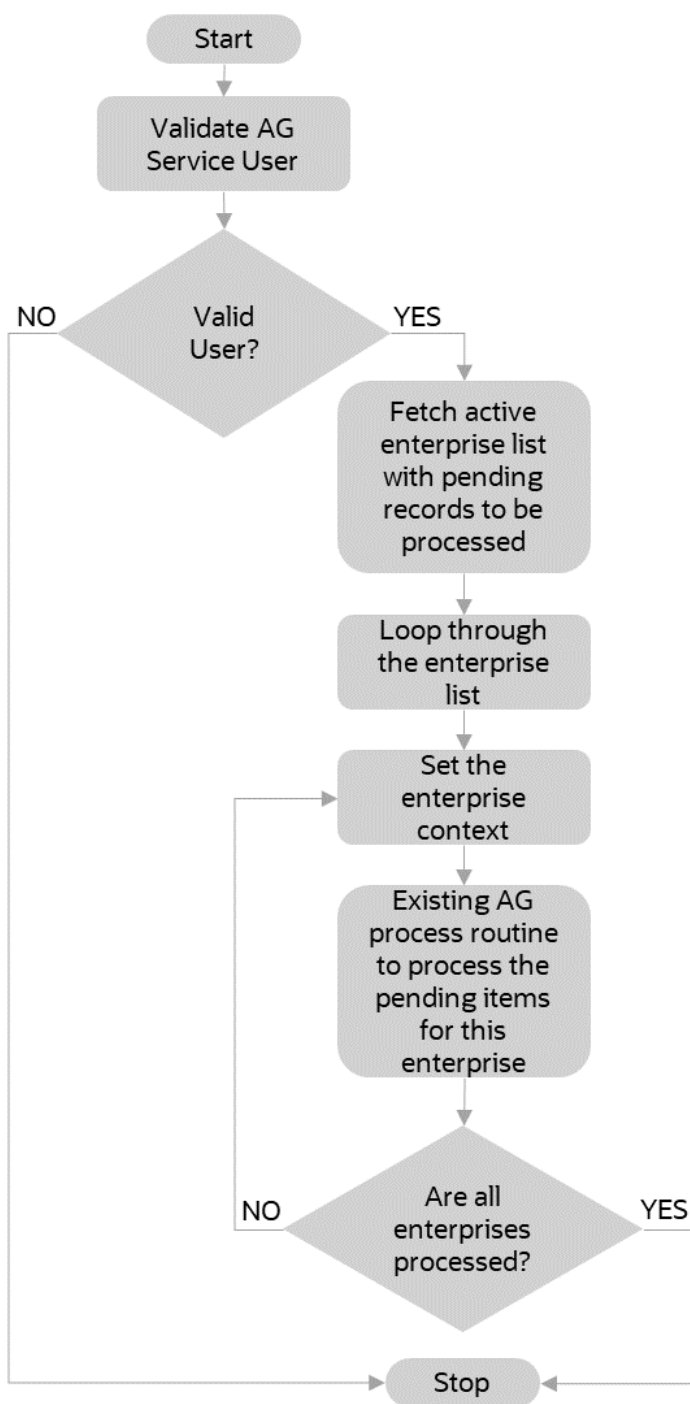 Start
Validate AG
Service User
Valid
User?
NO
YES
Fetch active
enterprise list
with pending
records to be
processed
Loop through
the enterprise
list
Set the
enterprise
context
Existing AG
process routine
to process the
pending items
for this
enterprise
Are all
enterprises
processed?
NO
YES
Stop